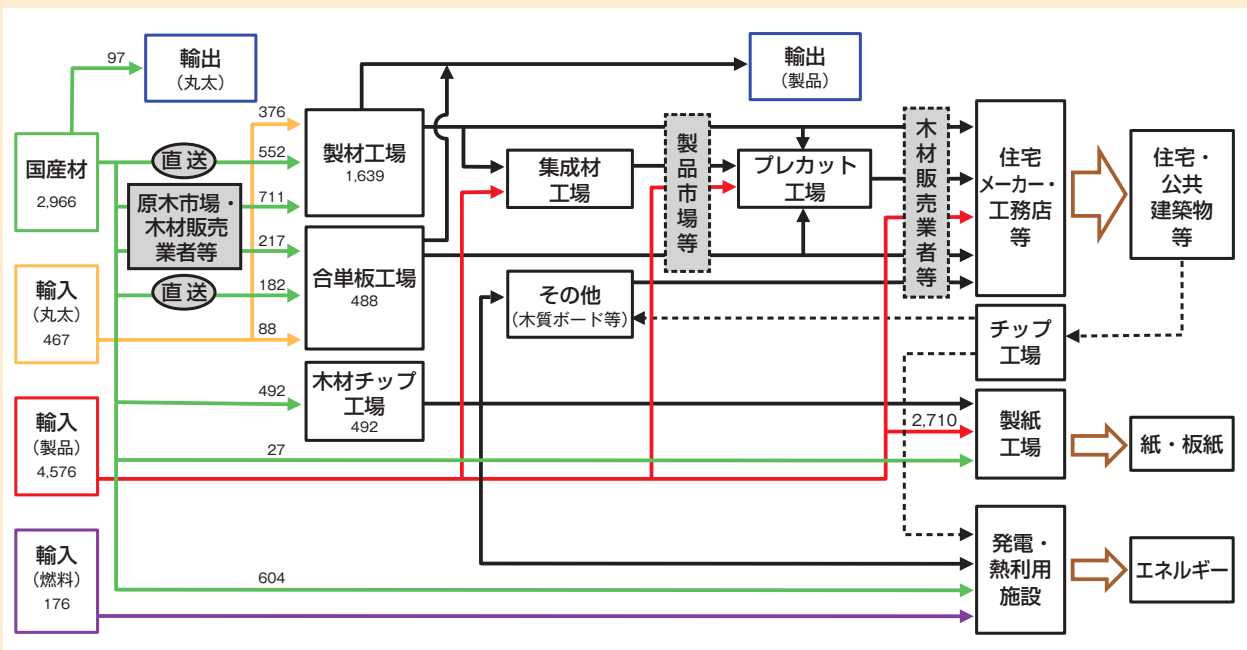 97
輸出
(丸太)
輸出
(製品)
国産材
2,966
直送
原木市場・
木材販売
業者等
直送
376
552
711
217
182
88
製材工場
1,639
合単板工場
488
集成材
工場
製品市場等
プレカット
工場
木材販売業者等
住宅
メーカー・
工務店
等
住宅・
公共
建築物
等
輸入
(丸太)
467
その他
(木質ボード等)
チップ
工場
492
木材チップ
工場
492
輸入
(製品)
4,576
27
2,710
製紙
工場
紙・板紙
輸入
(燃料)
176
604
発電・
熱利用
施設
エネルギー